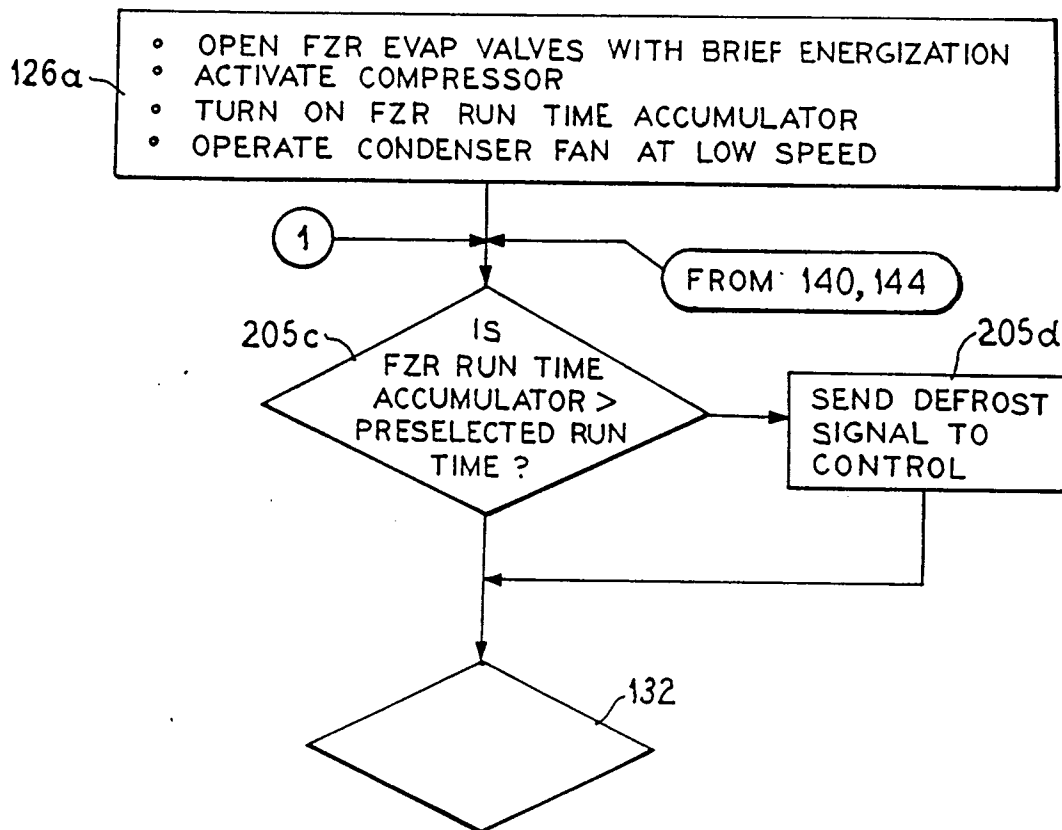 ° OPEN FZR EVAP VALVES WITH BRIEF ENERGIZATION
126a
° ACTIVATE COMPRESSOR
° TURN ON FZR RUN TIME ACCUMULATOR
° OPERATE CONDENSER FAN AT LOW SPEED
1
FROM 140, 144
205c
IS
FZR RUN TIME
ACCUMULATOR >
PRESELECTED RUN
TIME ?
205d
SEND DEFROST
SIGNAL TO
CONTROL
132